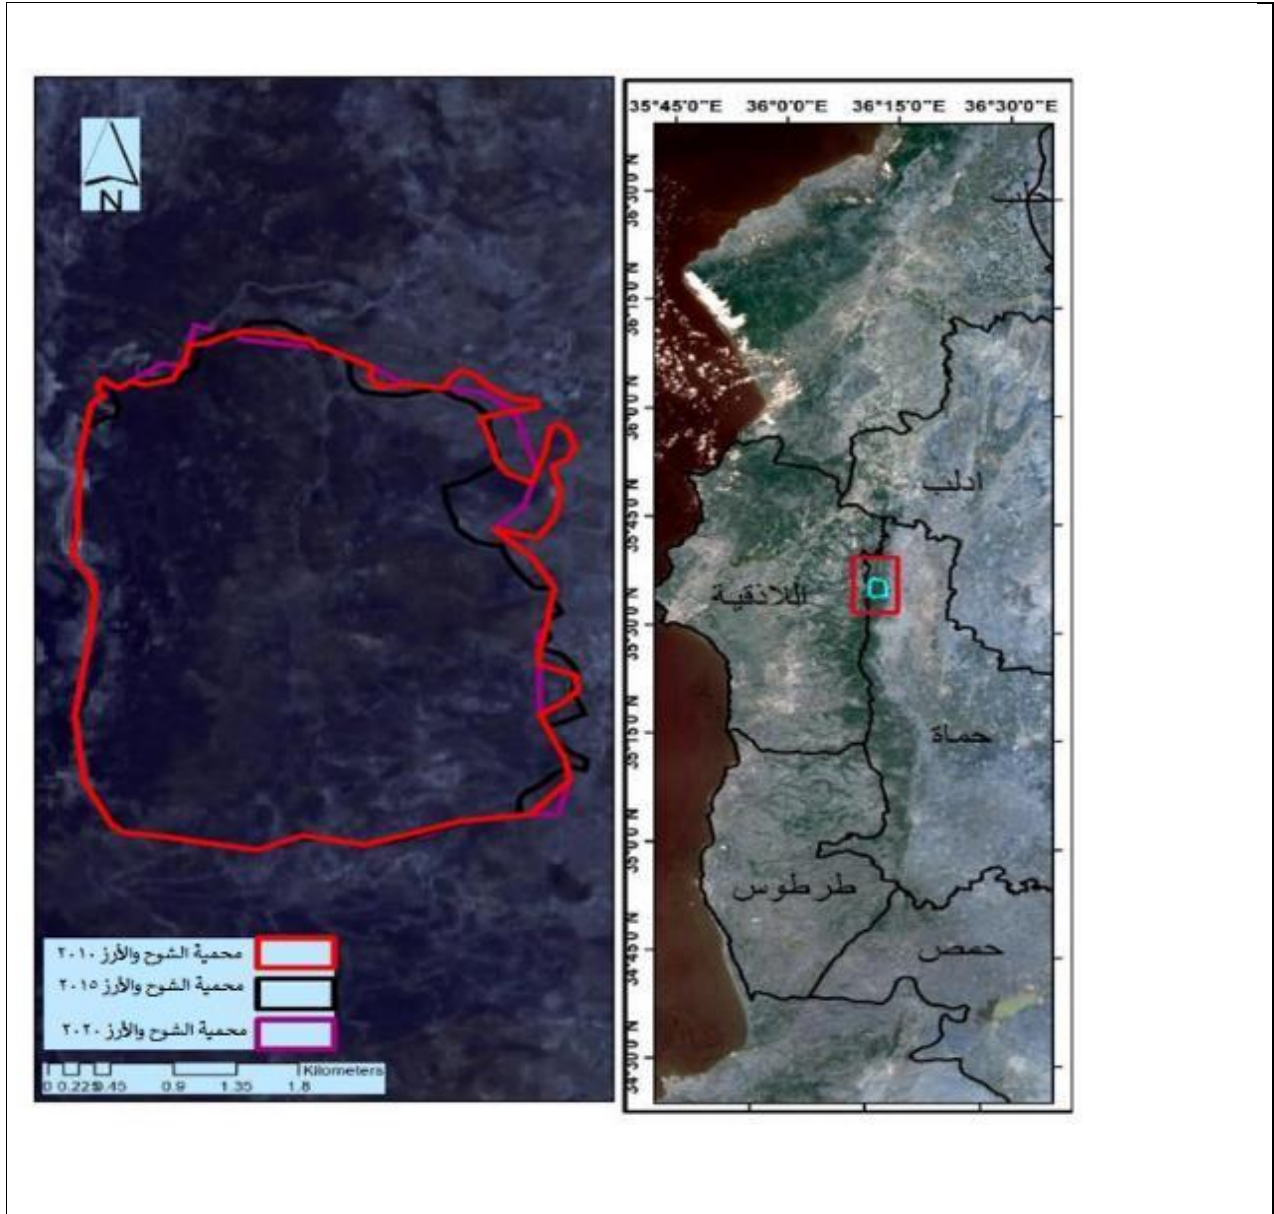 N
محمية الشوح والأرز ٢٠١٠
محمية الشوح والأرز ٢٠١٥
محمية الشوح والأرز ٢٠٢٠
Kilometers
0 0.225 0.45 0.9 1.35 1.8
35°45'0"E 36°0'0"E 36°15'0"E 36°30'0"E
36°15'0"N
36°0'0"N
35°45'0"N
35°30'0"N
35°15'0"N
35°0'0"N
34°45'0"N
34°30'0"N
ادلب
اللاذقية
حماة
طرطوس
حمص